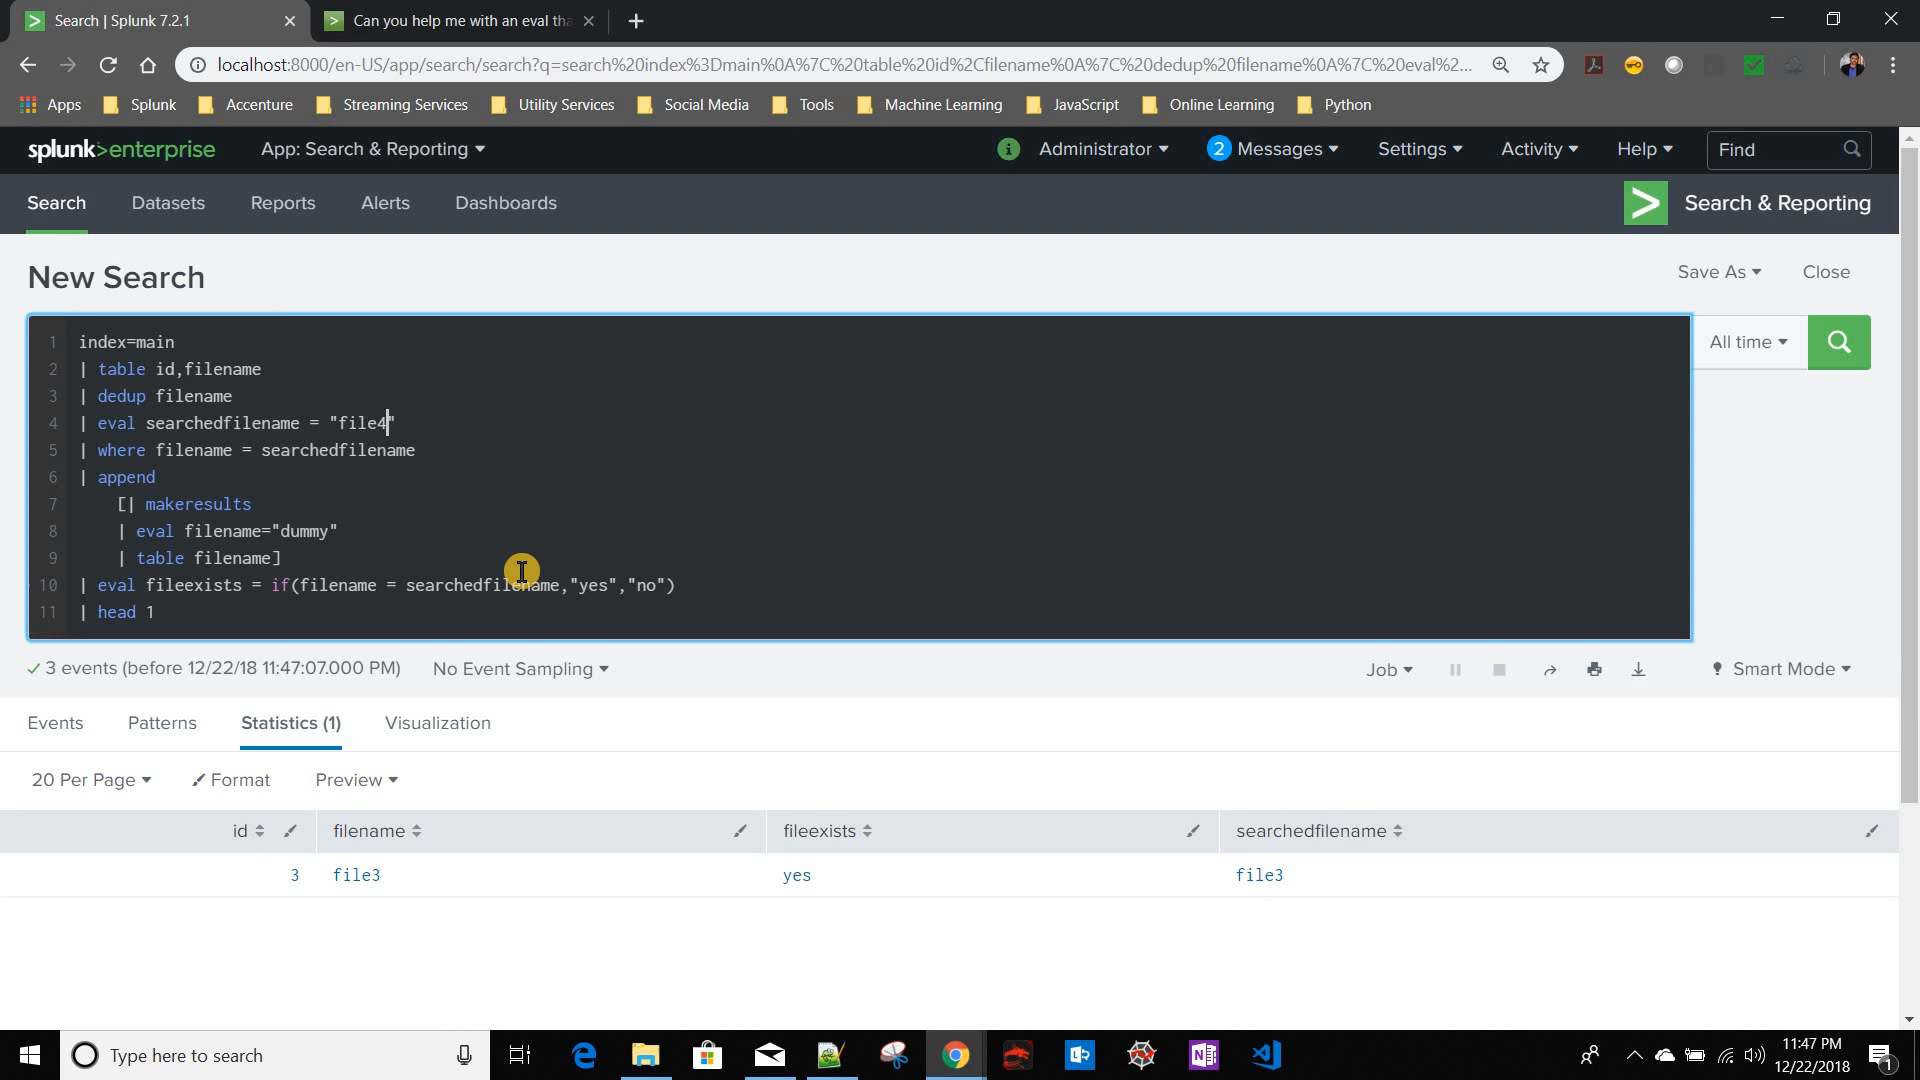 Search | Splunk 7.2.1
Can you help me with an eval tha
localhost:8000/en-US/app/search/search?q=search%20index%3Dmain%0A%7C%20table%20id%2Cfilename%0A%7C%20dedup%20filename%0A%7C%20eval%2...
Apps Splunk Accenture Streaming Services Utility Services Social Media Tools Machine Learning JavaScript Online Learning Python
splunk>enterprise App: Search & Reporting i Administrator 2 Messages Settings Activity Help Find
Search Datasets Reports Alerts Dashboards > Search & Reporting
New Search Save As Close
1 index=main All time
2 | table id,filename
3 | dedup filename
4 | eval searchedfilename = "file4"
5 | where filename = searchedfilename
6 | append
7 [| makeresults
8 | eval filename="dummy"
9 | table filename]
10 | eval fileexists = if(filename = searchedfilename,"yes","no")
11 | head 1
3 events (before 12/22/18 11:47:07.000 PM) No Event Sampling Job Smart Mode
Events Patterns Statistics (1) Visualization
20 Per Page Format Preview
id filename fileexists searchedfilename
3 file3 yes file3
Type here to search
11:47 PM
12/22/2018
1